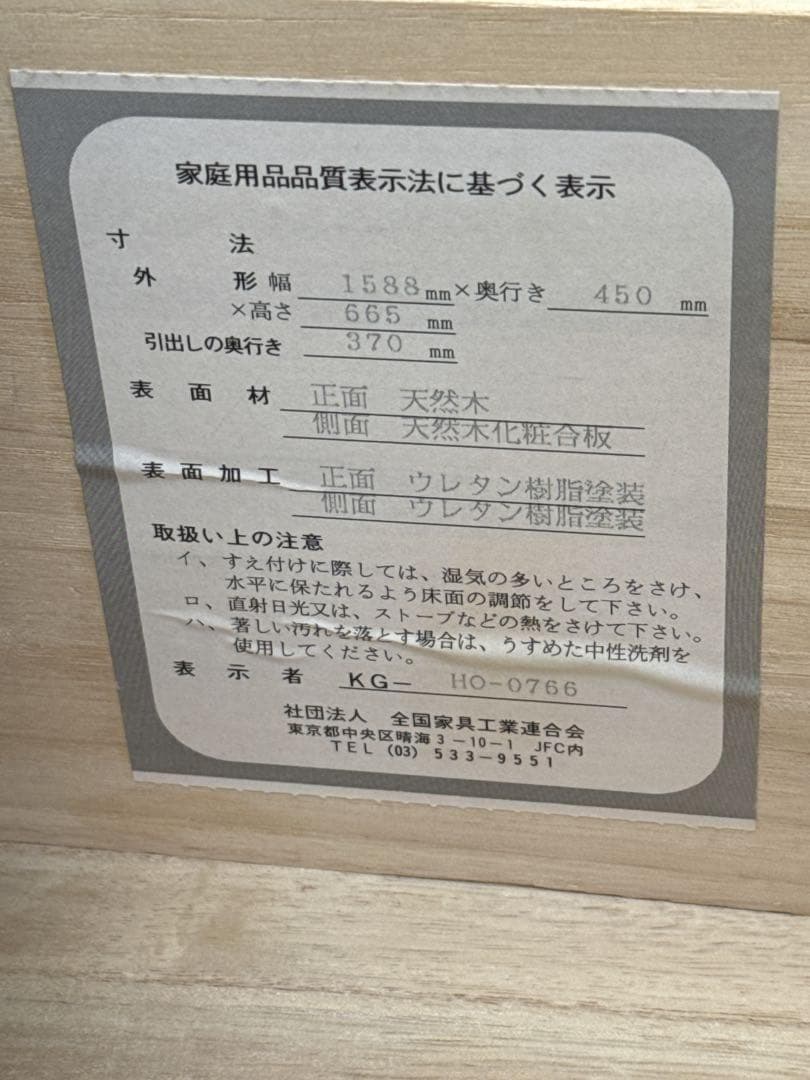 家庭用品品質表示法に基づく表示
寸法
外形幅 1588mm×奥行き 450mm
×高さ 665mm
引出しの奥行き 370mm
表面材 正面 天然木
側面 天然木化粧合板
表面加工 正面 ウレタン樹脂塗装
側面 ウレタン樹脂塗装
取扱い上の注意
イ、すえ付けに際しては、湿気の多いところをさけ、
水平に保たれるよう床面の調節をして下さい。
ロ、直射日光又は、ストーブなどの熱をさけて下さい。
ハ、著しい汚れを落とす場合は、うすめた中性洗剤を
使用してください。
表示者 KG- HO-0766
社団法人 全国家具工業連合会
東京都中央区晴海3-10-1 JFC内
TEL (03) 533-9551